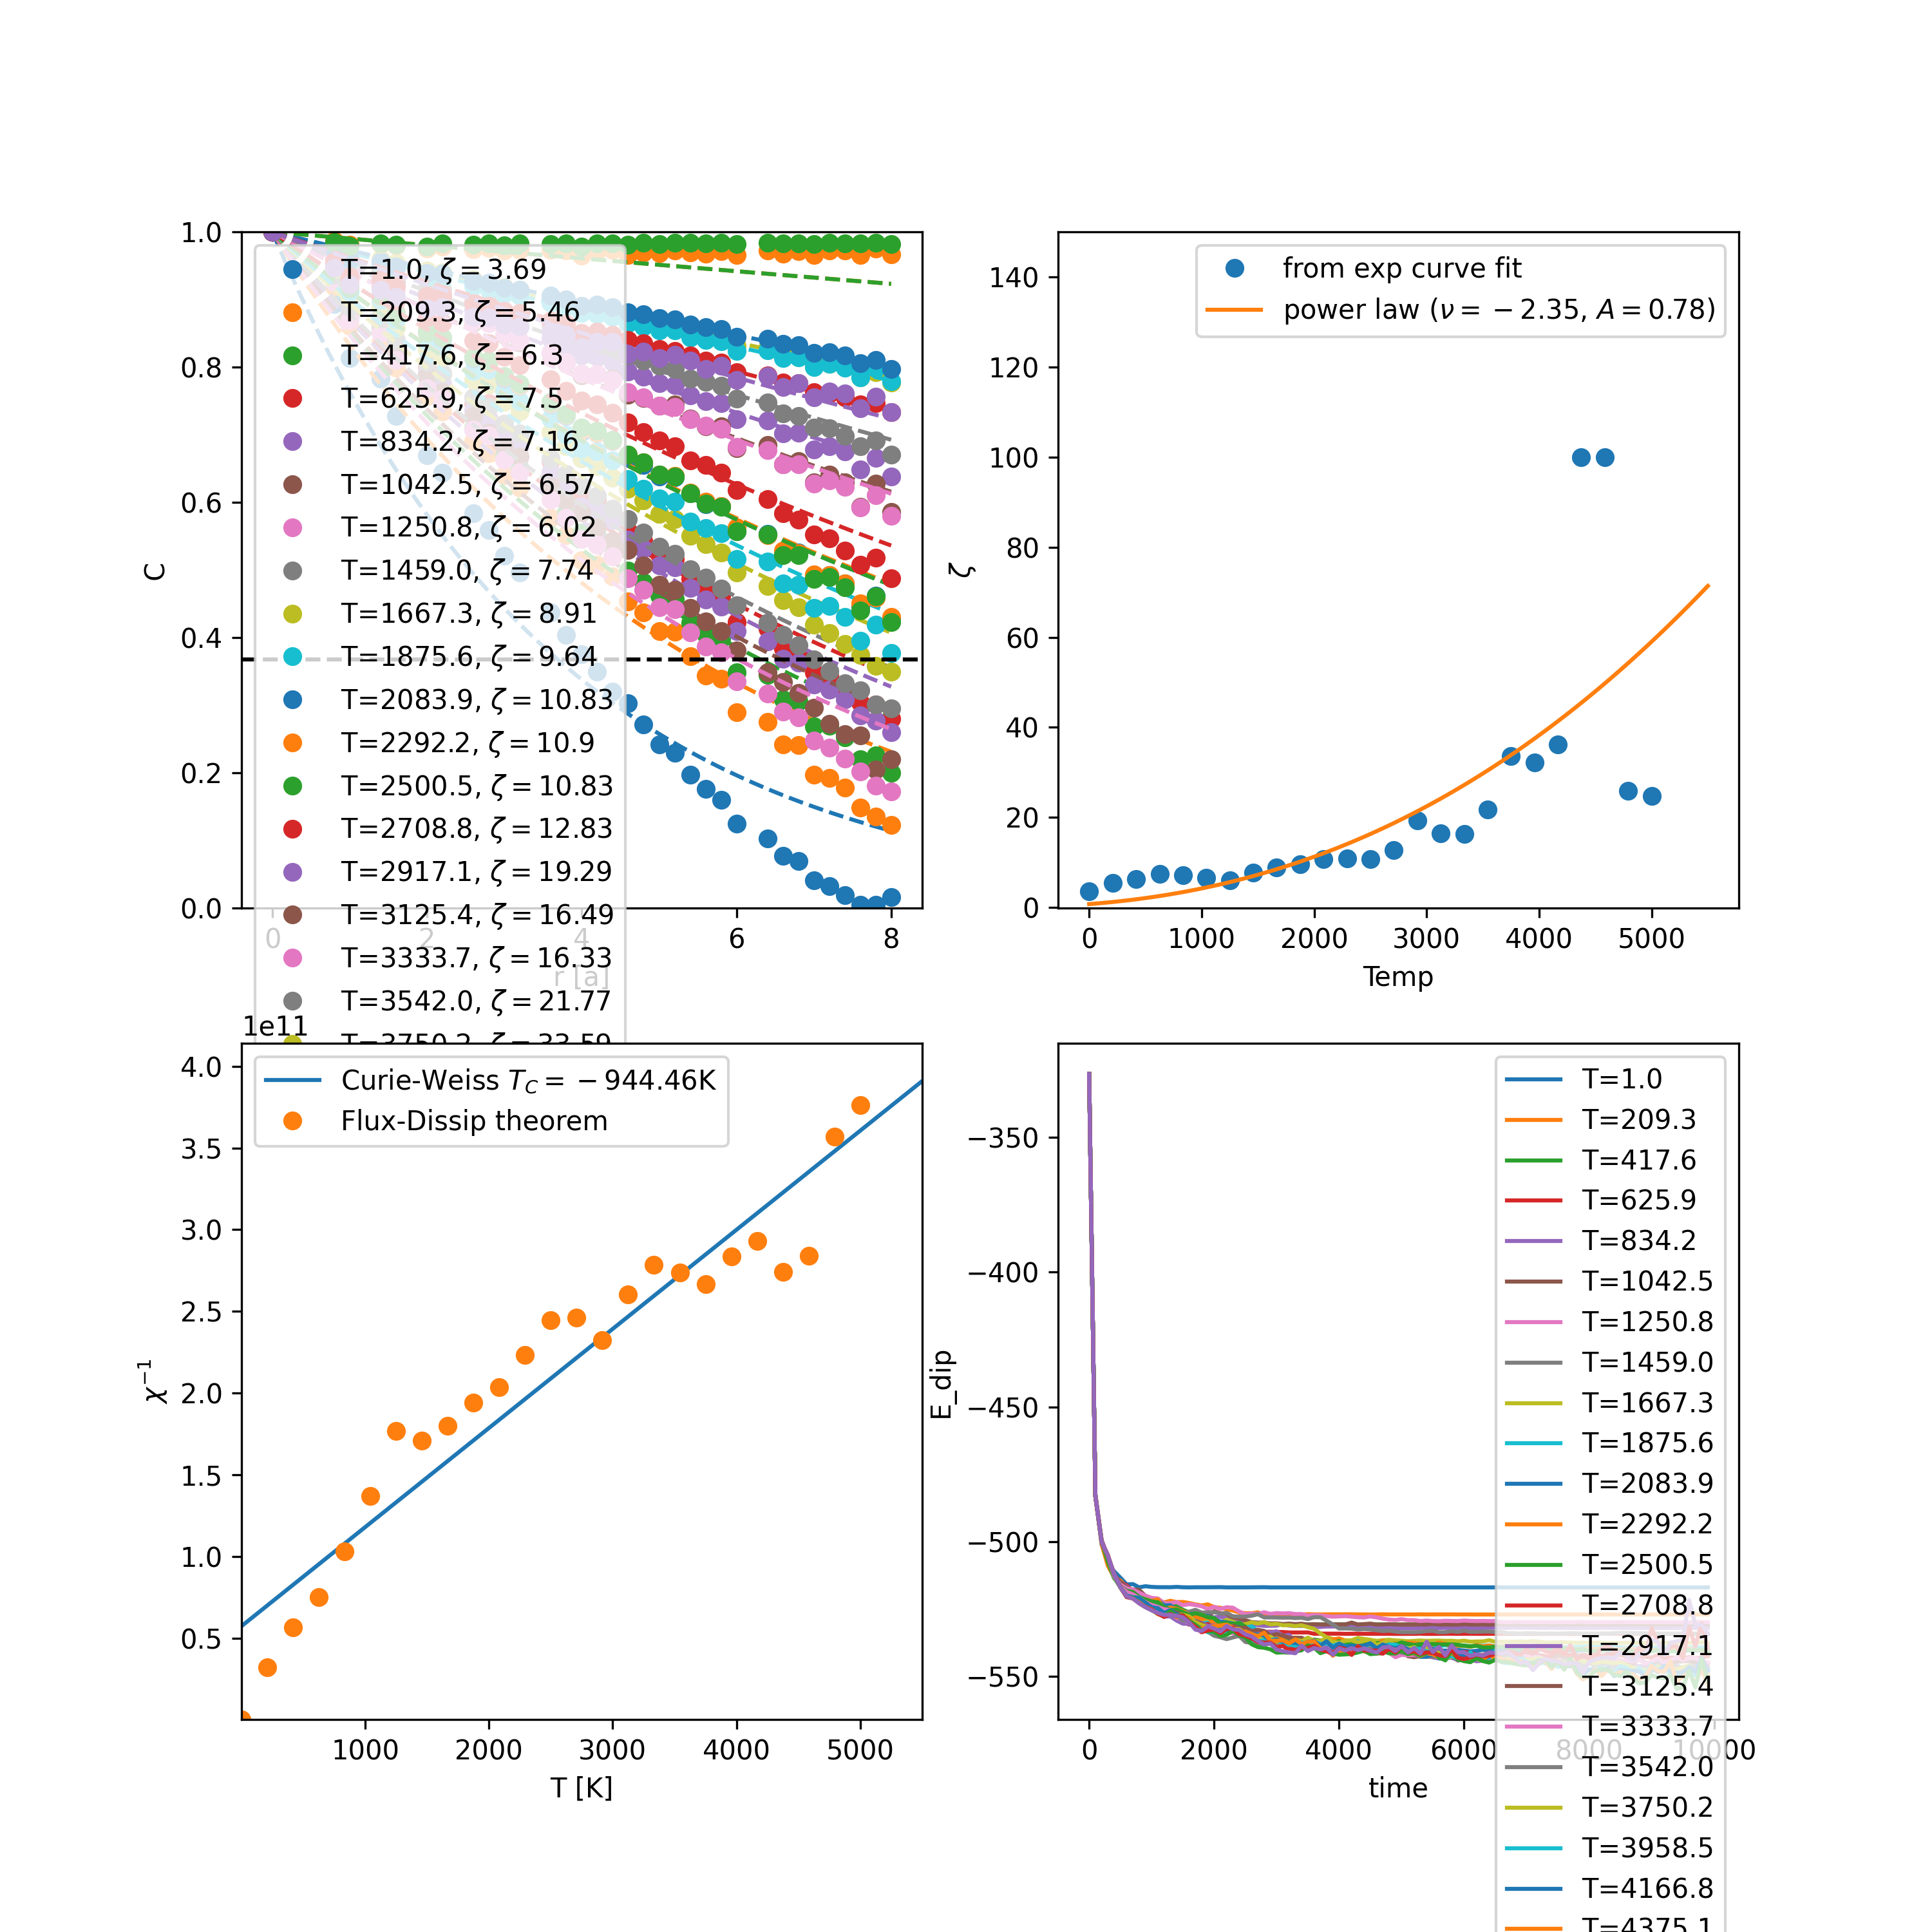 1.0
0.8
0.6
0.4
0.2
0.0
C
0 2 4 6 8
r [a]
T=1.0, ζ = 3.69
T=209.3, ζ = 5.46
T=417.6, ζ = 6.3
T=625.9, ζ = 7.5
T=834.2, ζ = 7.16
T=1042.5, ζ = 6.57
T=1250.8, ζ = 6.02
T=1459.0, ζ = 7.74
T=1667.3, ζ = 8.91
T=1875.6, ζ = 9.64
T=2083.9, ζ = 10.83
T=2292.2, ζ = 10.9
T=2500.5, ζ = 10.83
T=2708.8, ζ = 12.83
T=2917.1, ζ = 19.29
T=3125.4, ζ = 16.49
T=3333.7, ζ = 16.33
T=3542.0, ζ = 21.77
T=3750.2, ζ = 33.59
140
120
100
80
60
40
20
0
ζ
0 1000 2000 3000 4000 5000
Temp
from exp curve fit
power law (ν = −2.35, A = 0.78)
1e11
4.0
3.5
3.0
2.5
2.0
1.5
1.0
0.5
χ⁻¹
1000 2000 3000 4000 5000
T [K]
Curie-Weiss T_C = −944.46K
Flux-Dissip theorem
−350
−400
−450
−500
−550
E_dip
0 2000 4000 6000 8000 10000
time
T=1.0
T=209.3
T=417.6
T=625.9
T=834.2
T=1042.5
T=1250.8
T=1459.0
T=1667.3
T=1875.6
T=2083.9
T=2292.2
T=2500.5
T=2708.8
T=2917.1
T=3125.4
T=3333.7
T=3542.0
T=3750.2
T=3958.5
T=4166.8
T=4375.1